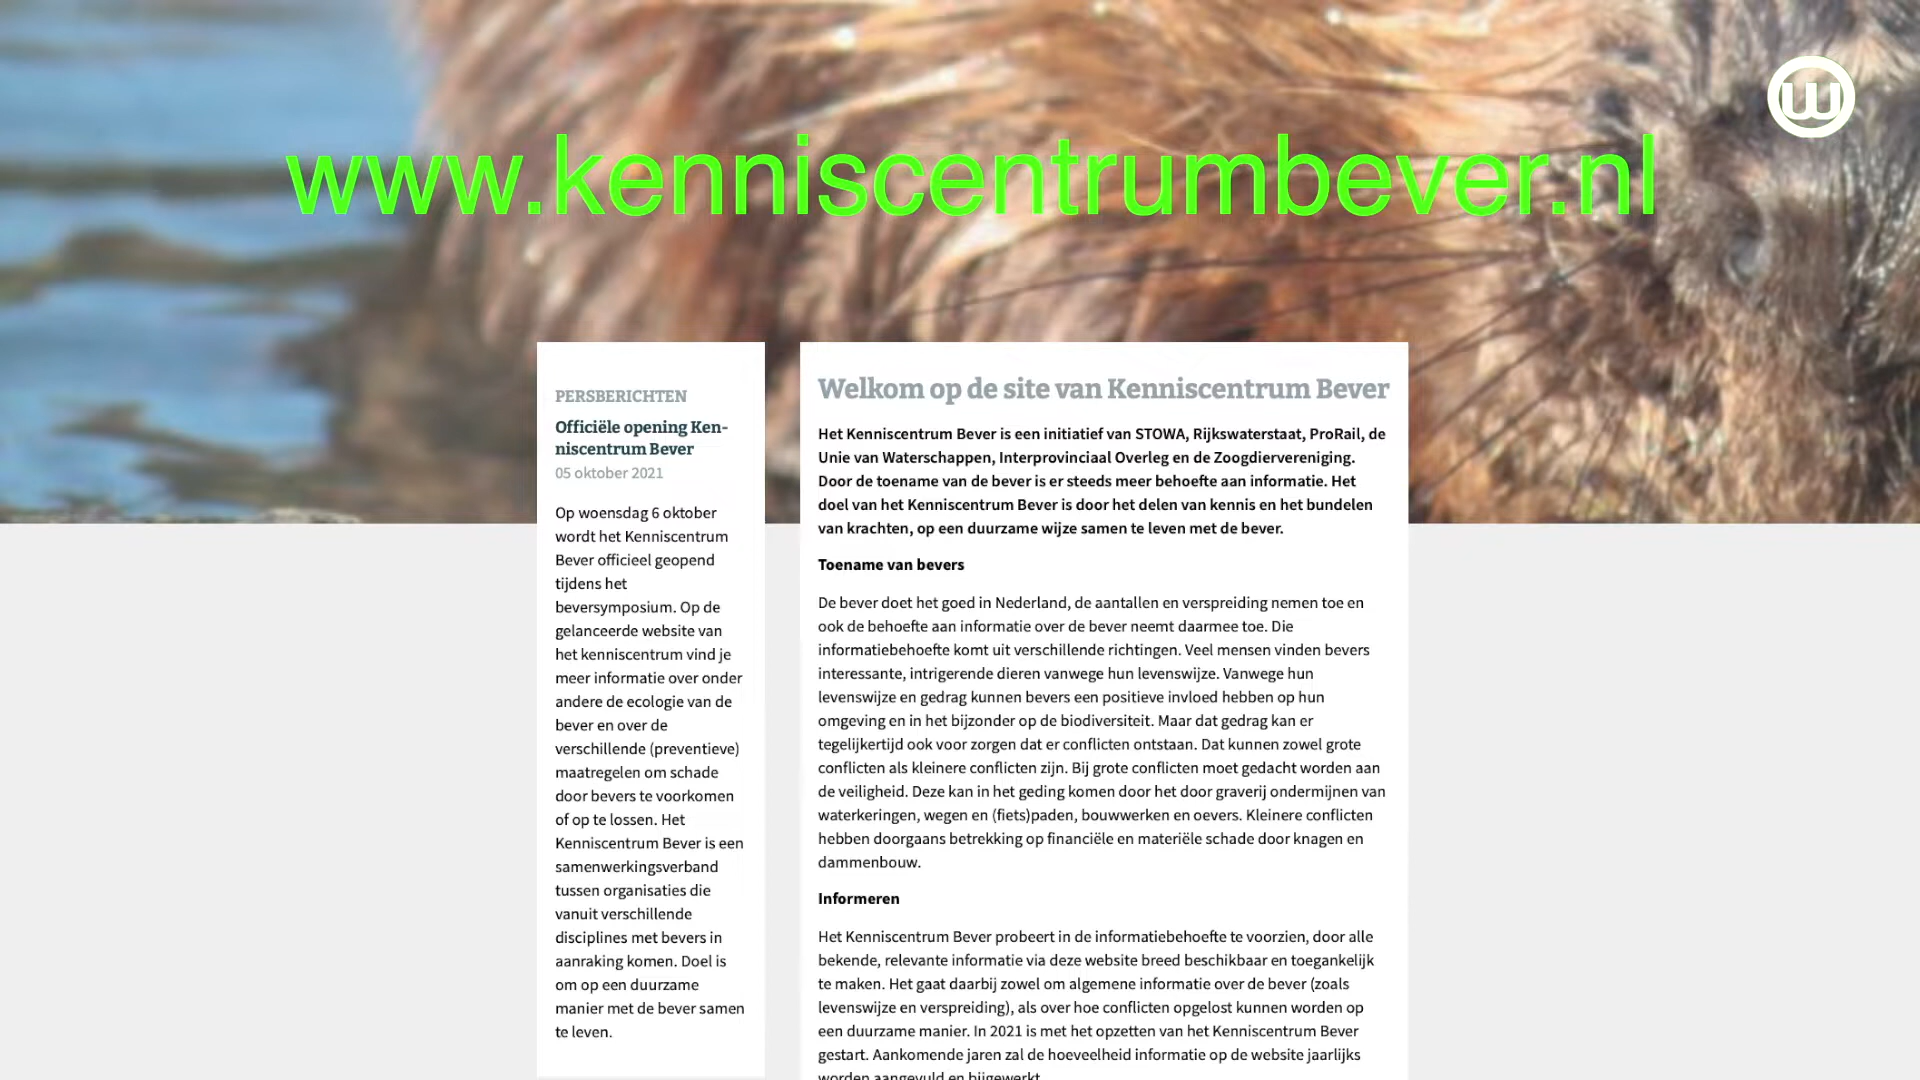 W
www.kenniscentrumbever.nl
PERSBERICHTEN
Officiële opening Ken-
niscentrum Bever
05 oktober 2021
Op woensdag 6 oktober
wordt het Kenniscentrum
Bever officieel geopend
tijdens het
beversymposium. Op de
gelanceerde website van
het kenniscentrum vind je
meer informatie over onder
andere de ecologie van de
bever en over de
verschillende (preventieve)
maatregelen om schade
door bevers te voorkomen
of op te lossen. Het
Kenniscentrum Bever is een
samenwerkingsverband
tussen organisaties die
vanuit verschillende
disciplines met bevers in
aanraking komen. Doel is
om op een duurzame
manier met de bever samen
te leven.
Welkom op de site van Kenniscentrum Bever
Het Kenniscentrum Bever is een initiatief van STOWA, Rijkswaterstaat, ProRail, de
Unie van Waterschappen, Interprovinciaal Overleg en de Zoogdiervereniging.
Door de toename van de bever is er steeds meer behoefte aan informatie. Het
doel van het Kenniscentrum Bever is door het delen van kennis en het bundelen
van krachten, op een duurzame wijze samen te leven met de bever.
Toename van bevers
De bever doet het goed in Nederland, de aantallen en verspreiding nemen toe en
ook de behoefte aan informatie over de bever neemt daarmee toe. Die
informatiebehoefte komt uit verschillende richtingen. Veel mensen vinden bevers
interessante, intrigerende dieren vanwege hun levenswijze. Vanwege hun
levenswijze en gedrag kunnen bevers een positieve invloed hebben op hun
omgeving en in het bijzonder op de biodiversiteit. Maar dat gedrag kan er
tegelijkertijd ook voor zorgen dat er conflicten ontstaan. Dat kunnen zowel grote
conflicten als kleinere conflicten zijn. Bij grote conflicten moet gedacht worden aan
de veiligheid. Deze kan in het geding komen door het door graverij ondermijnen van
waterkeringen, wegen en (fiets)paden, bouwwerken en oevers. Kleinere conflicten
hebben doorgaans betrekking op financiële en materiële schade door knagen en
dammenbouw.
Informeren
Het Kenniscentrum Bever probeert in de informatiebehoefte te voorzien, door alle
bekende, relevante informatie via deze website breed beschikbaar en toegankelijk
te maken. Het gaat daarbij zowel om algemene informatie over de bever (zoals
levenswijze en verspreiding), als over hoe conflicten opgelost kunnen worden op
een duurzame manier. In 2021 is met het opzetten van het Kenniscentrum Bever
gestart. Aankomende jaren zal de hoeveelheid informatie op de website jaarlijks
worden aangevuld en bijgewerkt.